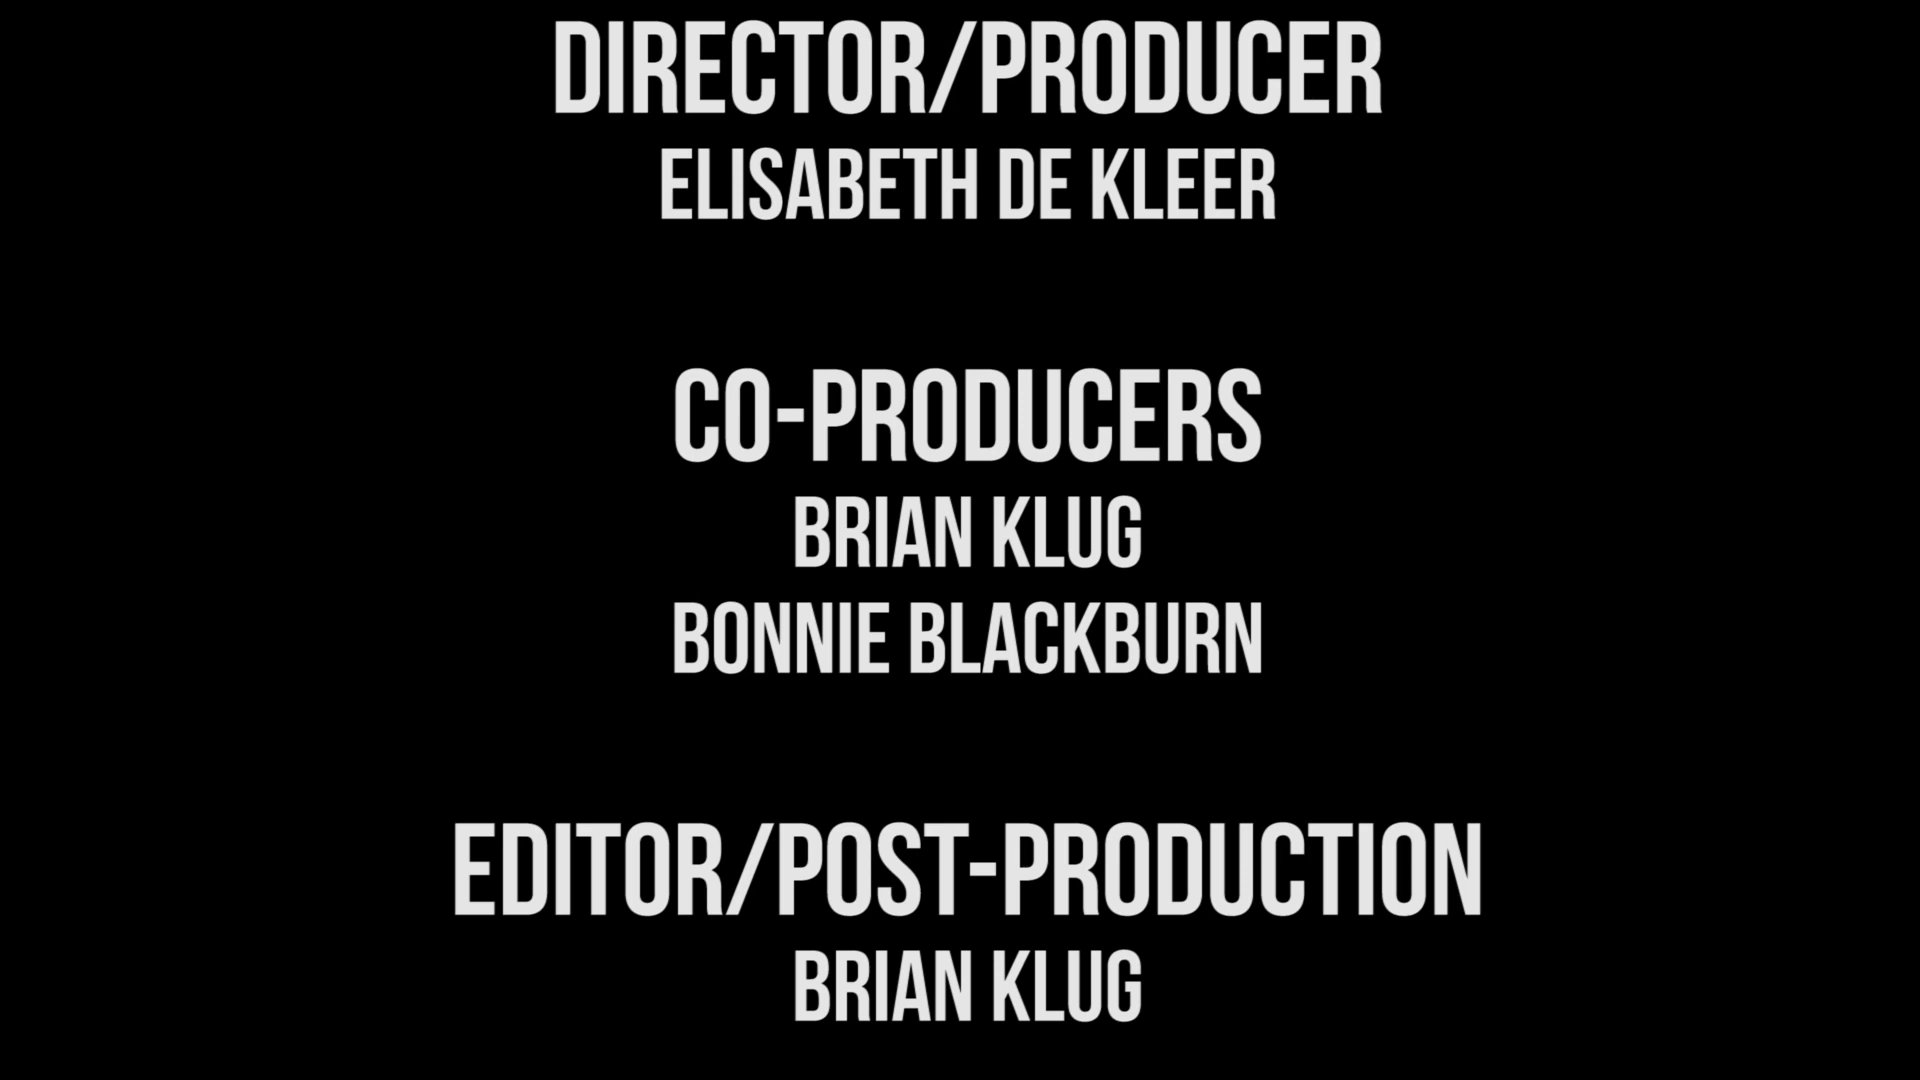 DIRECTOR/PRODUCER
ELISABETH DE KLEER
CO-PRODUCERS
BRIAN KLUG
BONNIE BLACKBURN
EDITOR/POST-PRODUCTION
BRIAN KLUG